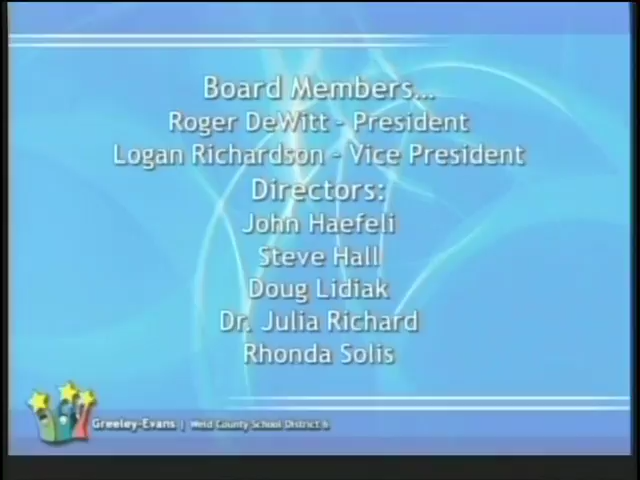 Board Members...
Roger DeWitt - President
Logan Richardson - Vice President
Directors:
John Haefeli
Steve Hall
Doug Lidiak
Dr. Julia Richard
Rhonda Solis
Greeley-Evans | Weld County School District 6